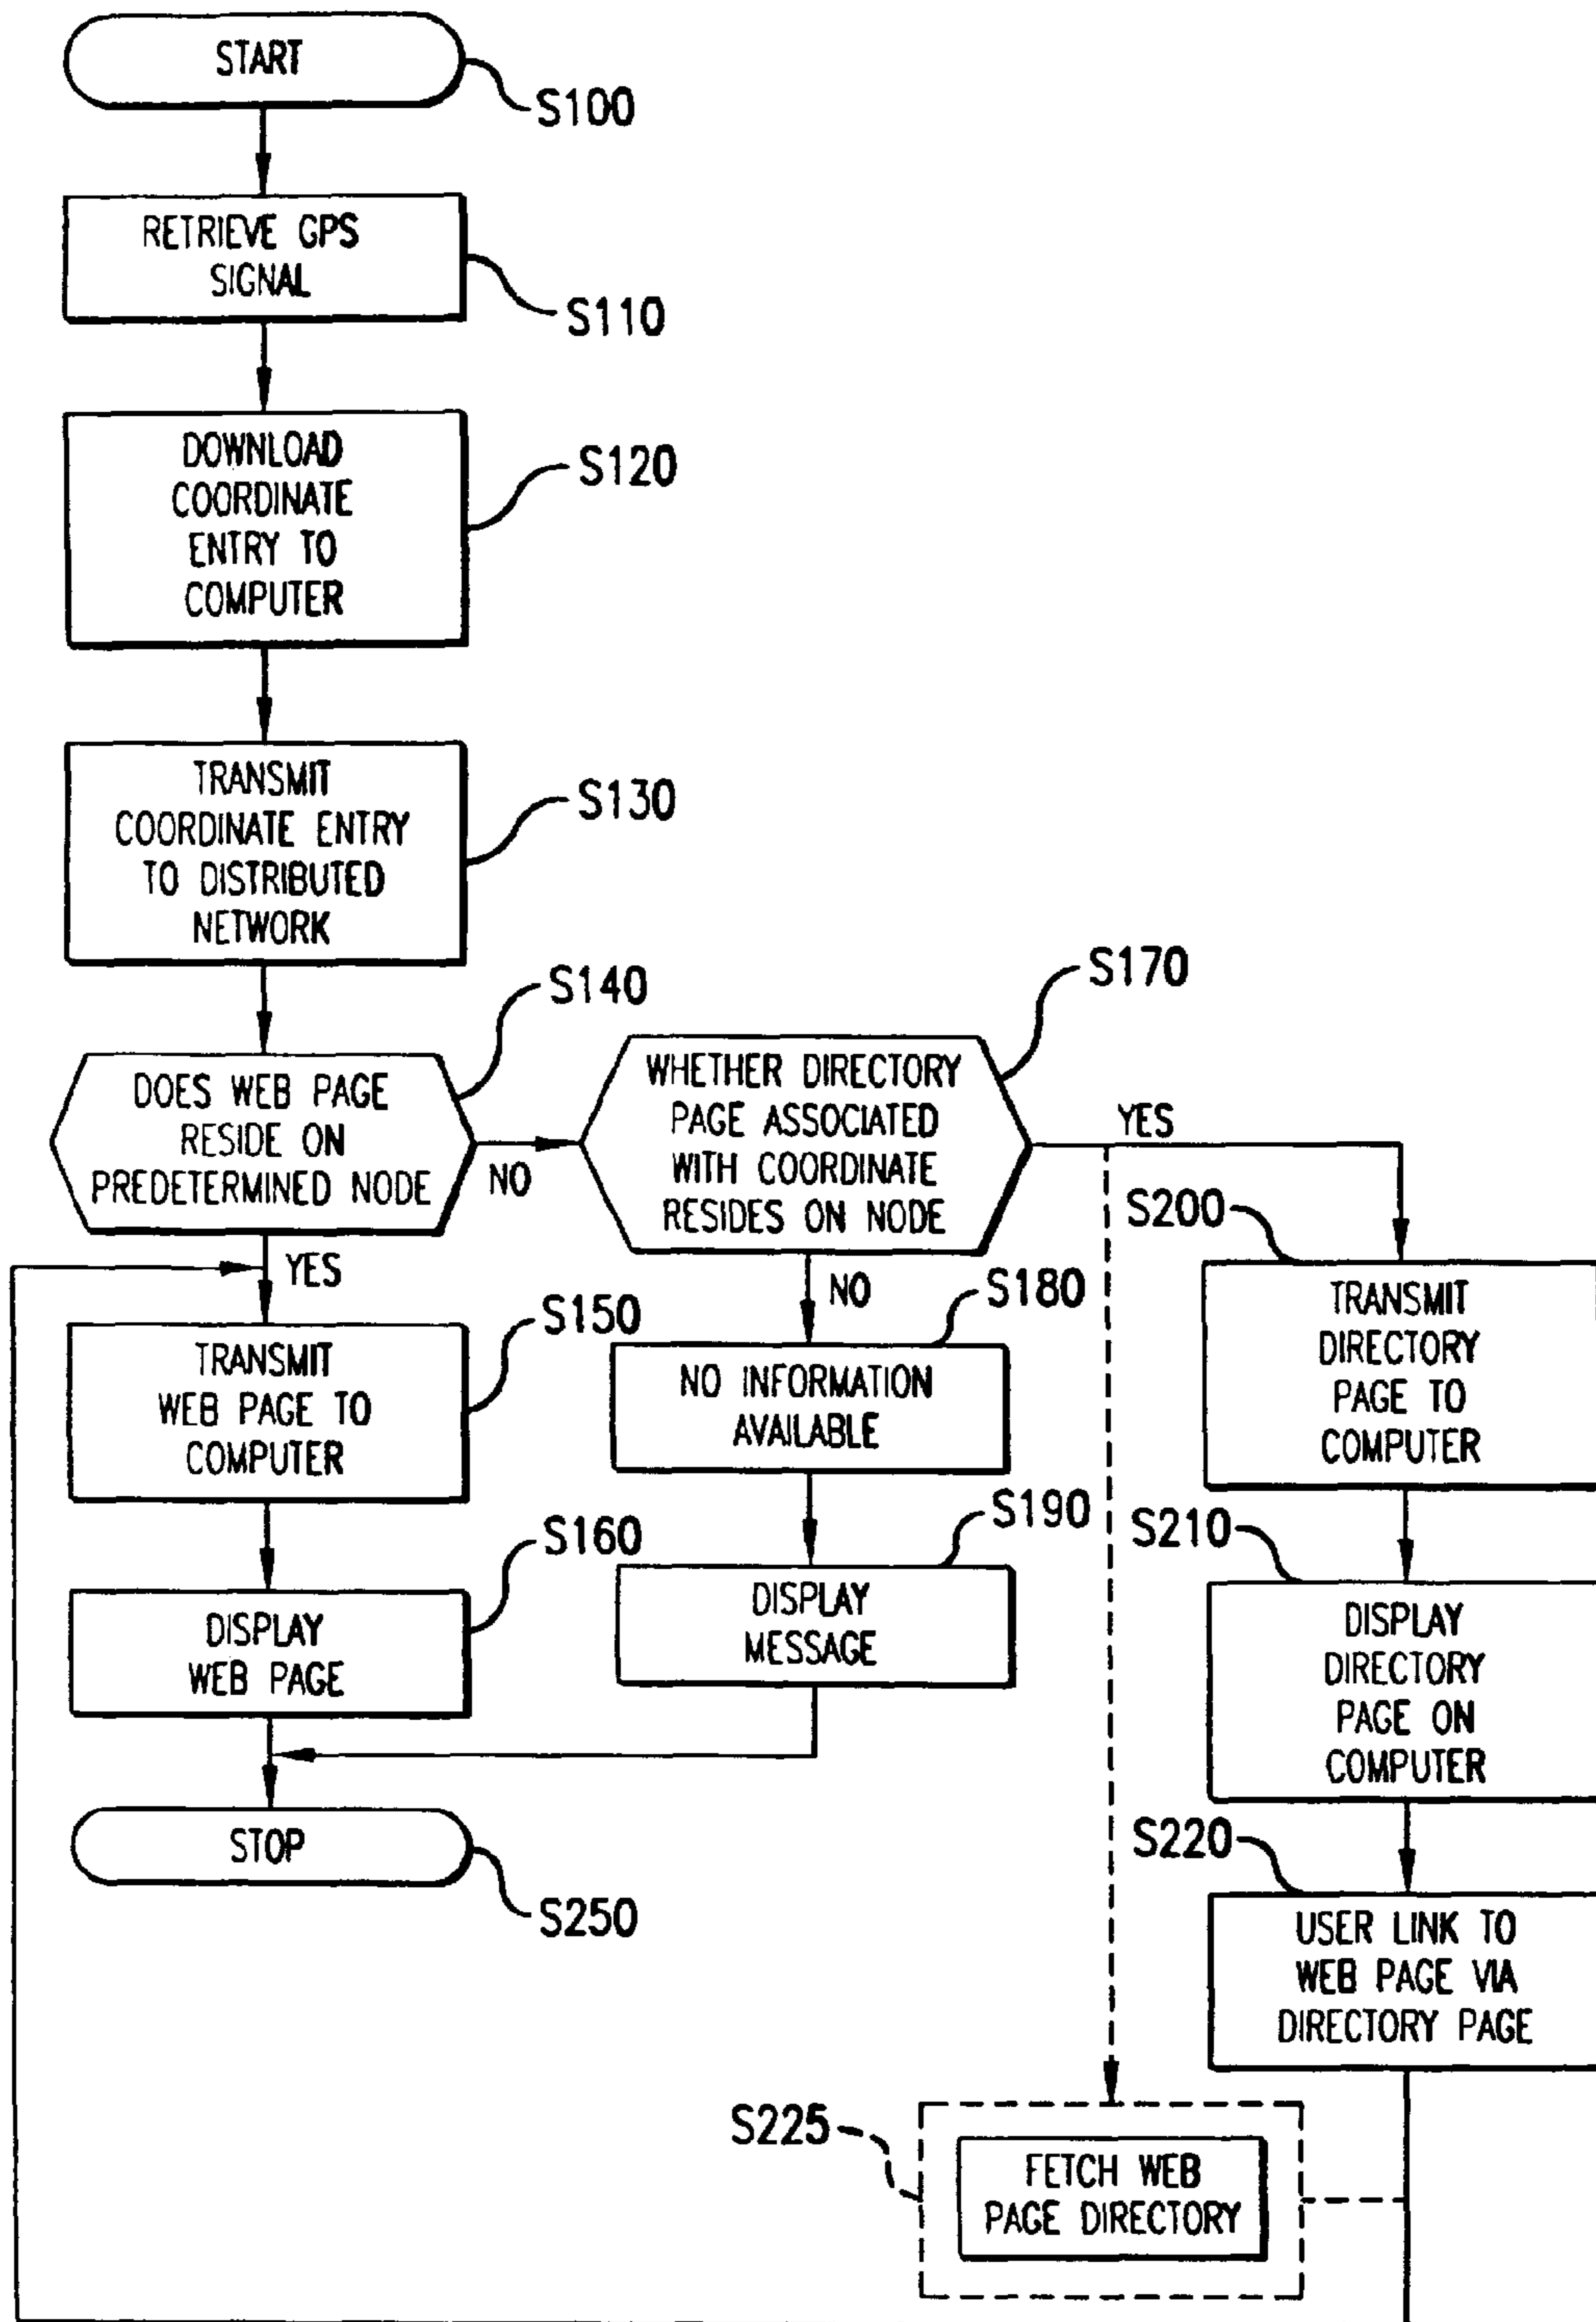 START
S100
RETRIEVE GPS
SIGNAL
S110
DOWNLOAD
COORDINATE
ENTRY TO
COMPUTER
S120
TRANSMIT
COORDINATE ENTRY
TO DISTRIBUTED
NETWORK
S130
S140
DOES WEB PAGE
RESIDE ON
PREDETERMINED NODE
NO
YES
S170
WHETHER DIRECTORY
PAGE ASSOCIATED
WITH COORDINATE
RESIDES ON NODE
YES
NO
S150
TRANSMIT
WEB PAGE TO
COMPUTER
S160
DISPLAY
WEB PAGE
S180
NO INFORMATION
AVAILABLE
S190
DISPLAY
MESSAGE
STOP
S250
S200
TRANSMIT
DIRECTORY
PAGE TO
COMPUTER
S210
DISPLAY
DIRECTORY
PAGE ON
COMPUTER
S220
USER LINK TO
WEB PAGE VIA
DIRECTORY PAGE
S225
FETCH WEB
PAGE DIRECTORY